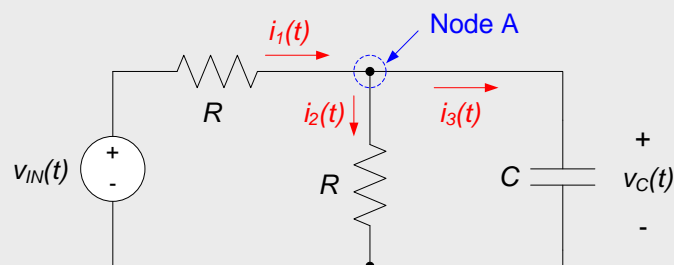 Node A
i1(t)
R
i2(t)
i3(t)
vIN(t)
+
-
R
C
+
vC(t)
-